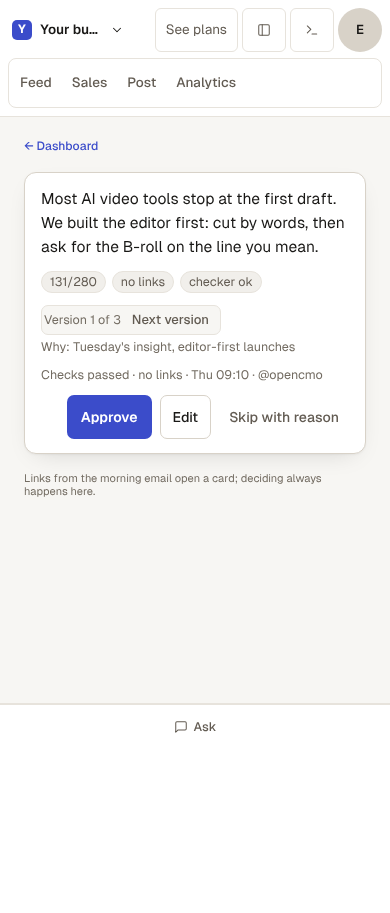 Y Your bu... See plans E
Feed Sales Post Analytics
← Dashboard
Most AI video tools stop at the first draft.
We built the editor first: cut by words, then
ask for the B-roll on the line you mean.
131/280 no links checker ok
Version 1 of 3 Next version
Why: Tuesday's insight, editor-first launches
Checks passed · no links · Thu 09:10 · @opencmo
Approve Edit Skip with reason
Links from the morning email open a card; deciding always
happens here.
Ask